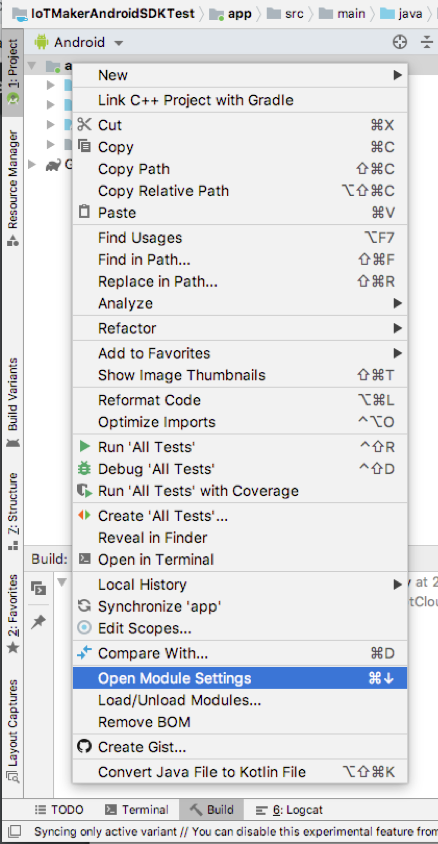 IoTMakerAndroidSDKTest app src main java
1: Project
Android
Resource Manager
Build Variants
7: Structure
2: Favorites
Layout Captures
New
Link C++ Project with Gradle
Cut ⌘X
Copy ⌘C
Copy Path ⇧⌘C
Copy Relative Path ⌥⇧⌘C
Paste ⌘V
Find Usages ⌥F7
Find in Path... ⇧⌘F
Replace in Path... ⇧⌘R
Analyze
Refactor
Add to Favorites
Show Image Thumbnails ⇧⌘T
Reformat Code ⌥⌘L
Optimize Imports ^⌥O
Run 'All Tests' ^⇧R
Debug 'All Tests' ^⇧D
Run 'All Tests' with Coverage
Create 'All Tests'...
Reveal in Finder
Build:
Open in Terminal
Local History
y at 2
Synchronize 'app'
tClou
Edit Scopes...
Compare With... ⌘D
Open Module Settings ⌘↓
Load/Unload Modules...
Remove BOM
Create Gist...
Convert Java File to Kotlin File ⌥⇧⌘K
TODO Terminal Build 6: Logcat
Syncing only active variant // You can disable this experimental feature from